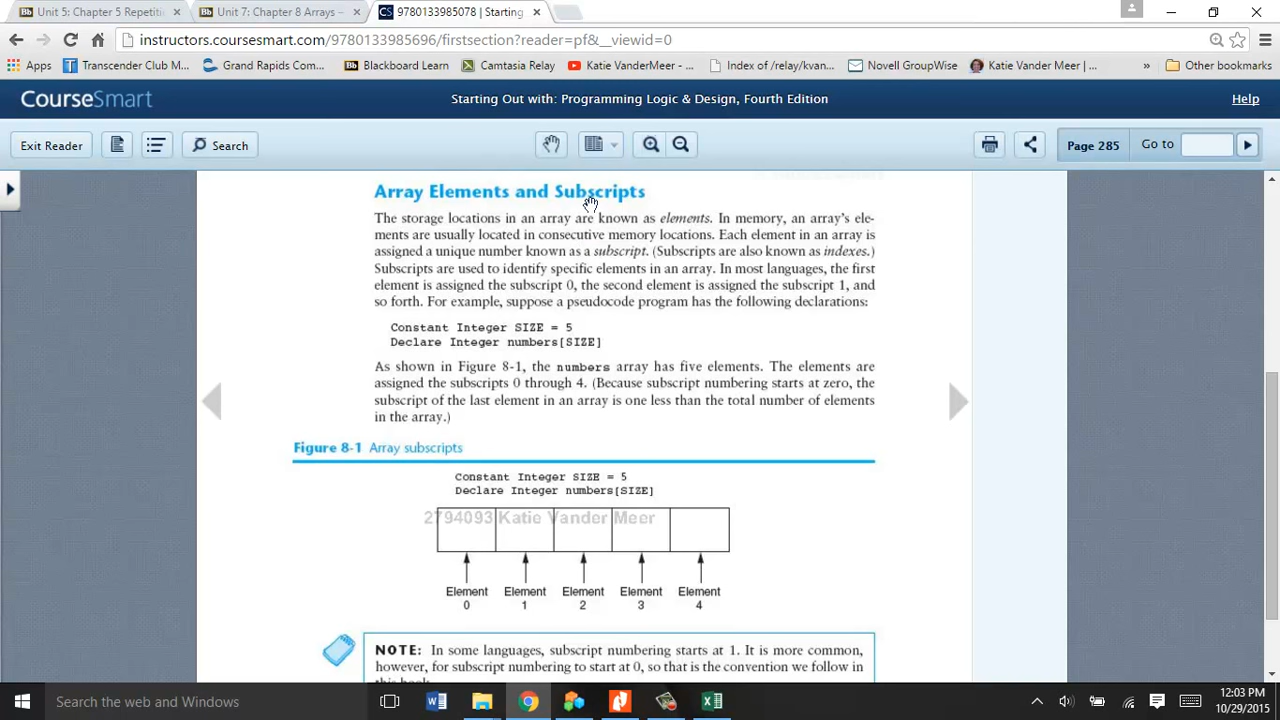 Unit 5: Chapter 5 Repetiti
Unit 7: Chapter 8 Arrays –
9780133985078 | Starting
instructors.coursesmart.com/9780133985696/firstsection?reader=pf&__viewid=0
Apps Transcender Club M... Grand Rapids Com... Blackboard Learn Camtasia Relay Katie VanderMeer - ... Index of /relay/kvan... Novell GroupWise Katie Vander Meer | ... » Other bookmarks
CourseSmart Starting Out with: Programming Logic & Design, Fourth Edition Help
Exit Reader Search Page 285 Go to
Array Elements and Subscripts
The storage locations in an array are known as elements. In memory, an array's ele-
ments are usually located in consecutive memory locations. Each element in an array is
assigned a unique number known as a subscript. (Subscripts are also known as indexes.)
Subscripts are used to identify specific elements in an array. In most languages, the first
element is assigned the subscript 0, the second element is assigned the subscript 1, and
so forth. For example, suppose a pseudocode program has the following declarations:
Constant Integer SIZE = 5
Declare Integer numbers[SIZE]
As shown in Figure 8-1, the numbers array has five elements. The elements are
assigned the subscripts 0 through 4. (Because subscript numbering starts at zero, the
subscript of the last element in an array is one less than the total number of elements
in the array.)
Figure 8-1 Array subscripts
Constant Integer SIZE = 5
Declare Integer numbers[SIZE]
2794093 Katie Vander Meer
Element Element Element Element Element
0 1 2 3 4
NOTE: In some languages, subscript numbering starts at 1. It is more common,
however, for subscript numbering to start at 0, so that is the convention we follow in
this book.
Search the web and Windows
12:03 PM
10/29/2015